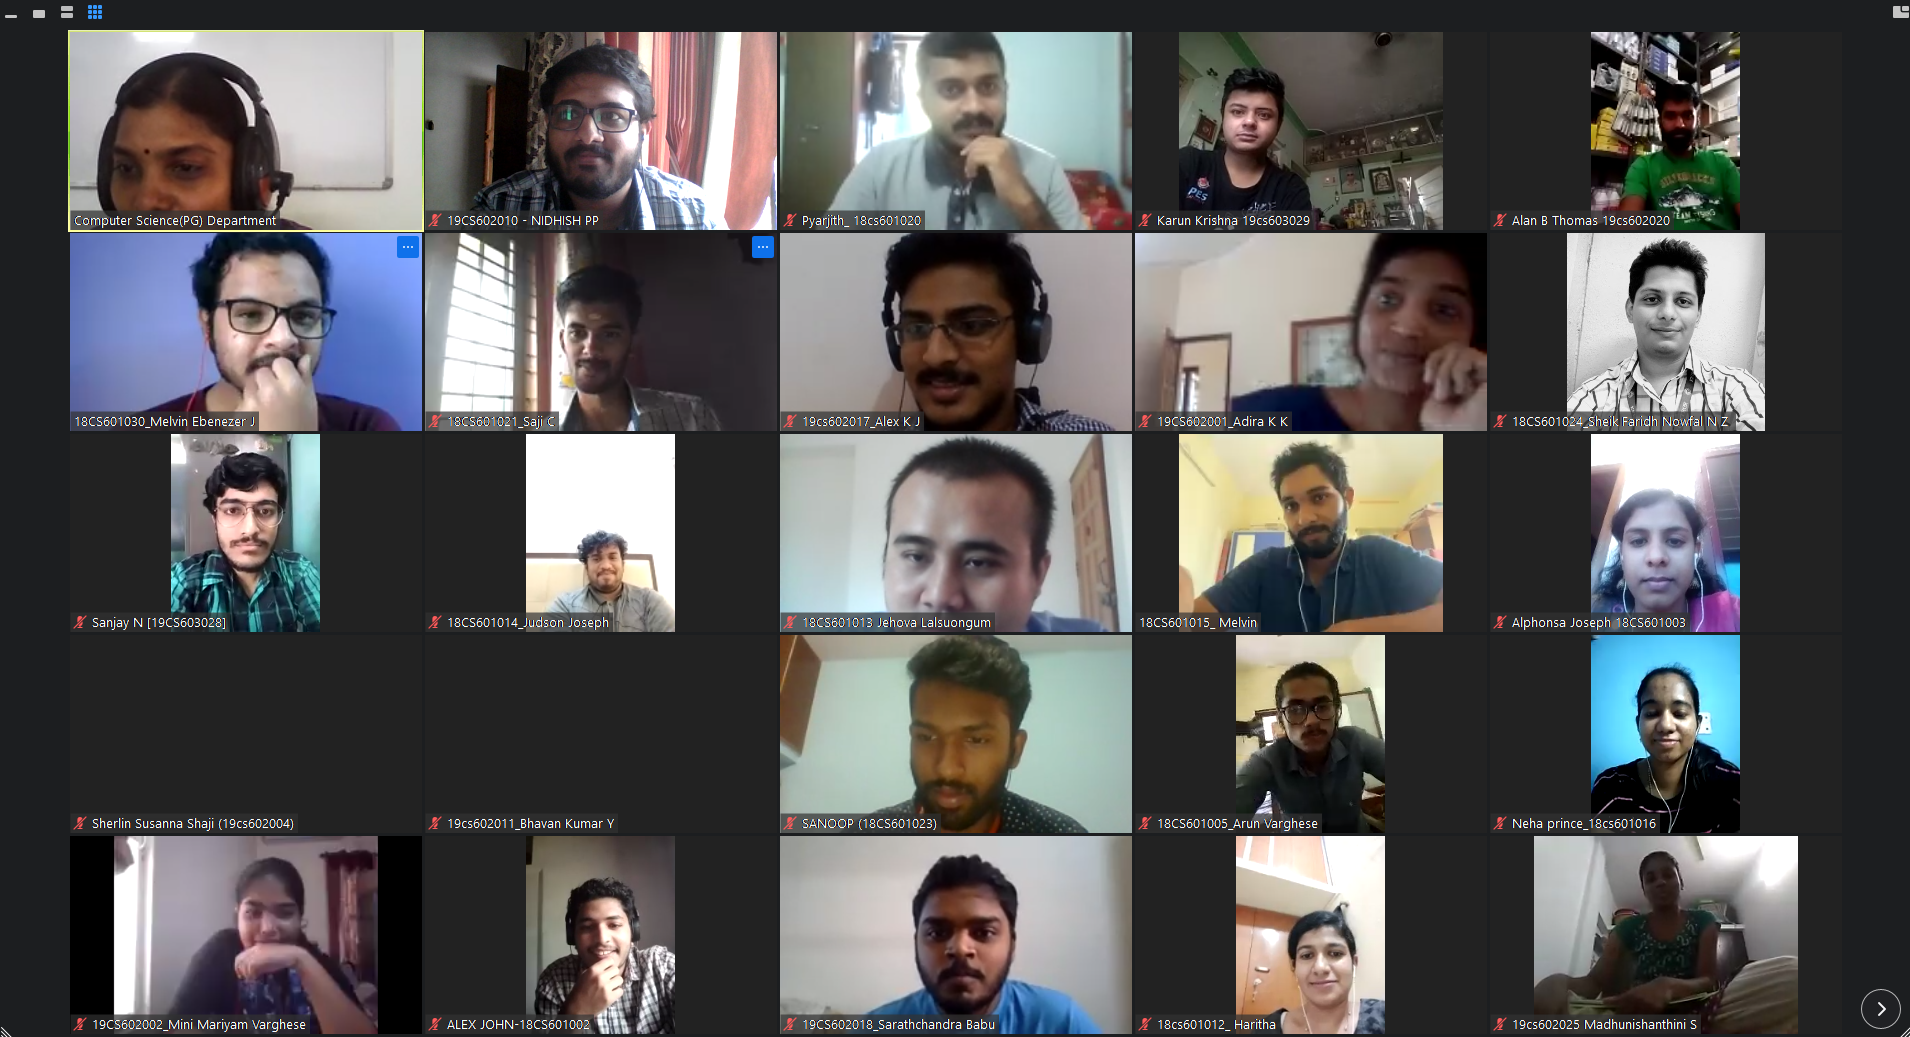 Computer Science(PG) Department
19CS602010 - NIDHISH PP
Pyarjith_ 18cs601020
PES
Karun Krishna 19cs603029
Alan B Thomas 19cs602020
18CS601030_Melvin Ebenezer J
18CS601021_Saji C
19cs602017_Alex K J
19CS602001_Adira K K
18CS601024_Sheik Faridh Nowfal N Z
Sanjay N [19CS603028]
18CS601014_Judson Joseph
18CS601013 Jehova Lalsuongum
18CS601015_ Melvin
Alphonsa Joseph 18CS601003
Sherlin Susanna Shaji (19cs602004)
19cs602011_Bhavan Kumar Y
SANOOP (18CS601023)
18CS601005_Arun Varghese
Neha prince_18cs601016
19CS602002_Mini Mariyam Varghese
ALEX JOHN-18CS601002
19CS602018_Sarathchandra Babu
18cs601012_ Haritha
19cs602025 Madhunishanthini S